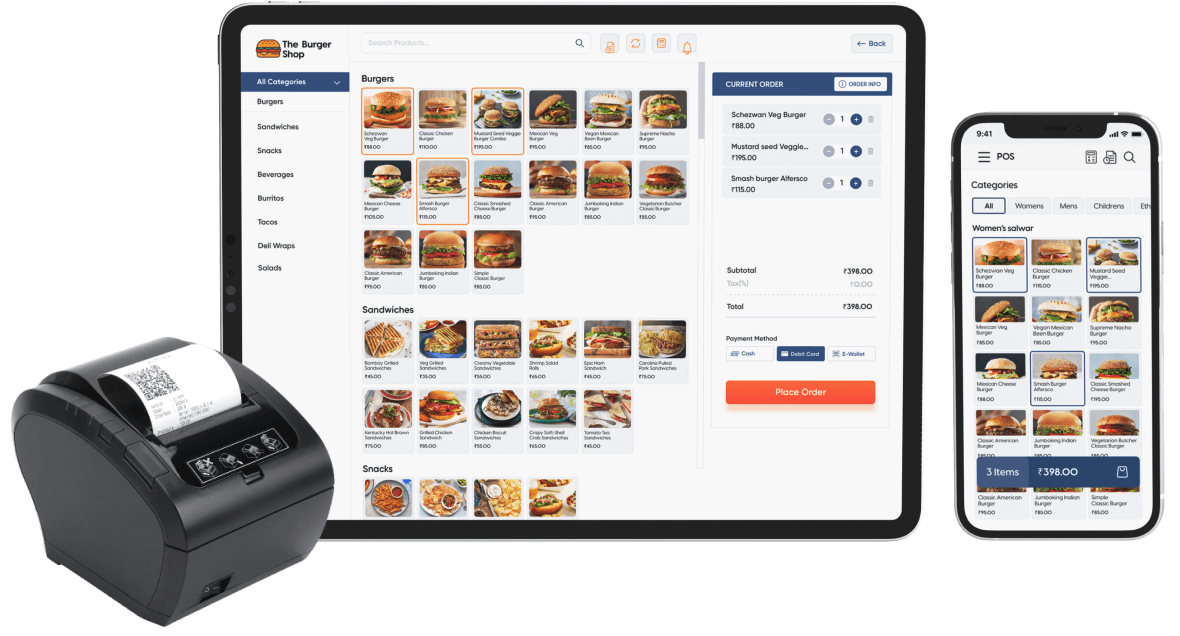 The Burger
Shop
Search Products...
← Back
All Categories
Burgers
Sandwiches
Snacks
Beverages
Burritos
Tacos
Deli Wraps
Salads
Burgers
Schezwan
Veg Burger
₹88.00
Classic Chicken
Burger
₹110.00
Mustard Seed Veggie
Burger Combo
₹195.00
Mexican Veg
Burger
₹95.00
Vegan Mexican
Been Burger
₹85.00
Supreme Nacho
Burger
₹95.00
Mexican Cheese
Burger
₹105.00
Smash Burger
Alfersco
₹115.00
Classic Smashed
Cheese Burger
₹85.00
Classic American
Burger
₹95.00
Jumboking Indian
Burger
₹85.00
Vegetarian Butcher
Classic Burger
₹85.00
Classic American
Burger
₹95.00
Jumboking Indian
Burger
₹65.00
Simple
Classic Burger
₹85.00
Sandwiches
Bombay Grilled
Sandwiches
₹45.00
Veg Grilled
Sandwiches
₹35.00
Creamy Vegetable
Sandwiches
₹55.00
Shrimp Salad
Rolls
₹65.00
Epic Ham
Sandwich
₹45.00
Carolina Pulled
Pork Sandwiches
₹75.00
Kentucky Hot Brown
Sandwiches
₹75.00
Grilled Chicken
Sandwich
₹85.00
Chicken Biscuit
Sandwiches
₹55.00
Crispy Soft-Shell
Crab Sandwiches
₹65.00
Tomato Tea
Sandwiches
₹45.00
Snacks
CURRENT ORDER
ORDER INFO
Schezwan Veg Burger
₹88.00
1
Mustard seed Veggie...
₹195.00
1
Smash burger Alfersco
₹115.00
1
Subtotal ₹398.00
Tax(%) ₹0.00
Total ₹398.00
Payment Method
Cash
Debit Card
E-Wallet
Place Order
9:41
POS
Categories
All
Womens
Mens
Childrens
Eth
Women's salwar
Schezwan Veg
Burger
₹88.00
Classic Chicken
Burger
₹115.00
Mustard Seed
Veggie...
₹195.00
Mexican Veg
Burger
₹85.00
Vegan Mexican
Been Burger
₹85.00
Supreme Nacho
Burger
₹85.00
Mexican Cheese
Burger
₹88.00
Smash Burger
Alfersco
₹115.00
Classic Smashed
Cheese Burger
₹85.00
Classic American
Burger
₹95.00
Jumboking Indian
Burger
₹85.00
Vegetarian Butcher
Classic Burger
₹85.00
3 Items
₹398.00
Classic American
Burger
₹95.00
Jumboking Indian
Burger
₹85.00
Simple
Classic Burger
₹85.00